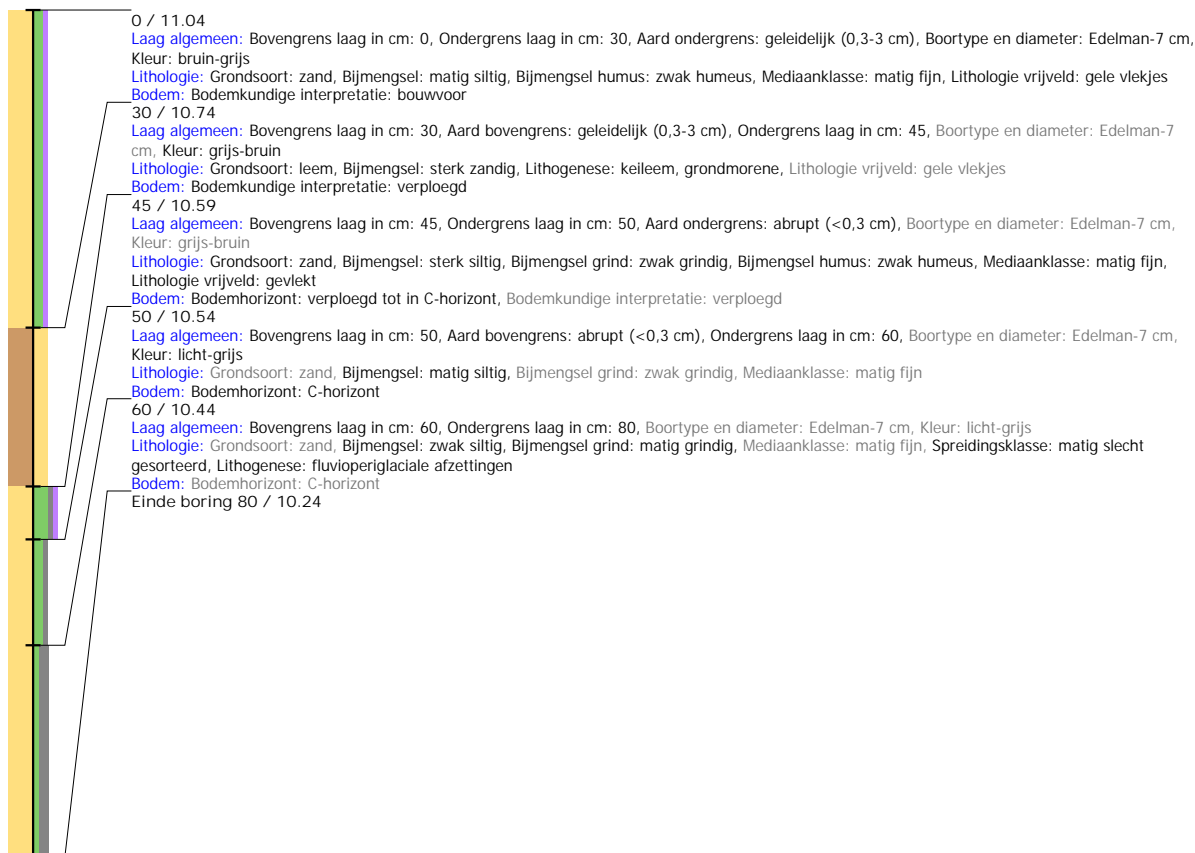 0 / 11.04
Laag algemeen: Bovengrens laag in cm: 0, Ondergrens laag in cm: 30, Aard ondergrens: geleidelijk (0,3-3 cm), Boortype en diameter: Edelman-7 cm,
Kleur: bruin-grijs
Lithologie: Grondsoort: zand, Bijmengsel: matig siltig, Bijmengsel humus: zwak humeus, Mediaanklasse: matig fijn, Lithologie vrijveld: gele vlekjes
Bodem: Bodemkundige interpretatie: bouwvoor
30 / 10.74
Laag algemeen: Bovengrens laag in cm: 30, Aard bovengrens: geleidelijk (0,3-3 cm), Ondergrens laag in cm: 45, Boortype en diameter: Edelman-7
cm, Kleur: grijs-bruin
Lithologie: Grondsoort: leem, Bijmengsel: sterk zandig, Lithogenese: keileem, grondmorene, Lithologie vrijveld: gele vlekjes
Bodem: Bodemkundige interpretatie: verploegd
45 / 10.59
Laag algemeen: Bovengrens laag in cm: 45, Ondergrens laag in cm: 50, Aard ondergrens: abrupt (<0,3 cm), Boortype en diameter: Edelman-7 cm,
Kleur: grijs-bruin
Lithologie: Grondsoort: zand, Bijmengsel: sterk siltig, Bijmengsel grind: zwak grindig, Bijmengsel humus: zwak humeus, Mediaanklasse: matig fijn,
Lithologie vrijveld: gevlekt
Bodem: Bodemhorizont: verploegd tot in C-horizont, Bodemkundige interpretatie: verploegd
50 / 10.54
Laag algemeen: Bovengrens laag in cm: 50, Aard bovengrens: abrupt (<0,3 cm), Ondergrens laag in cm: 60, Boortype en diameter: Edelman-7 cm,
Kleur: licht-grijs
Lithologie: Grondsoort: zand, Bijmengsel: matig siltig, Bijmengsel grind: zwak grindig, Mediaanklasse: matig fijn
Bodem: Bodemhorizont: C-horizont
60 / 10.44
Laag algemeen: Bovengrens laag in cm: 60, Ondergrens laag in cm: 80, Boortype en diameter: Edelman-7 cm, Kleur: licht-grijs
Lithologie: Grondsoort: zand, Bijmengsel: zwak siltig, Bijmengsel grind: matig grindig, Mediaanklasse: matig fijn, Spreidingsklasse: matig slecht
gesorteerd, Lithogenese: fluvioperiglaciale afzettingen
Bodem: Bodemhorizont: C-horizont
Einde boring 80 / 10.24